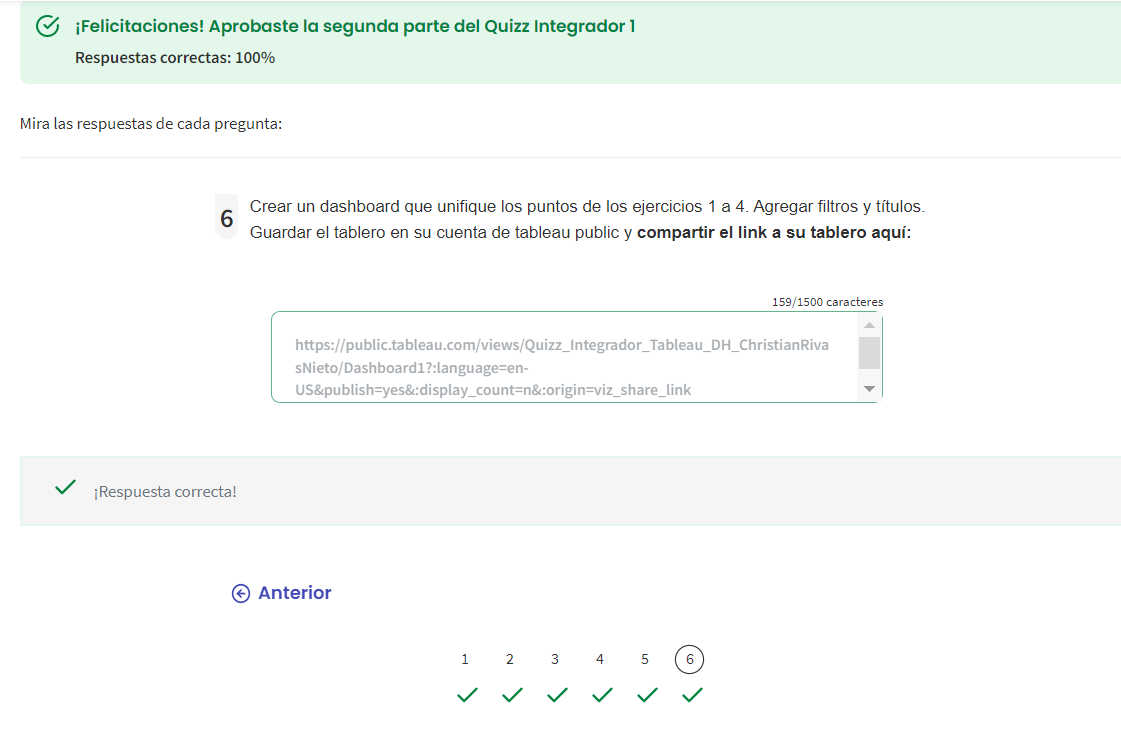 ¡Felicitaciones! Aprobaste la segunda parte del Quizz Integrador 1
Respuestas correctas: 100%
Mira las respuestas de cada pregunta:
6
Crear un dashboard que unifique los puntos de los ejercicios 1 a 4. Agregar filtros y títulos.
Guardar el tablero en su cuenta de tableau public y compartir el link a su tablero aquí:
159/1500 caracteres
https://public.tableau.com/views/Quizz_Integrador_Tableau_DH_ChristianRiva
sNieto/Dashboard1?:language=en-
US&publish=yes&:display_count=n&:origin=viz_share_link
¡Respuesta correcta!
Anterior
1 2 3 4 5 6